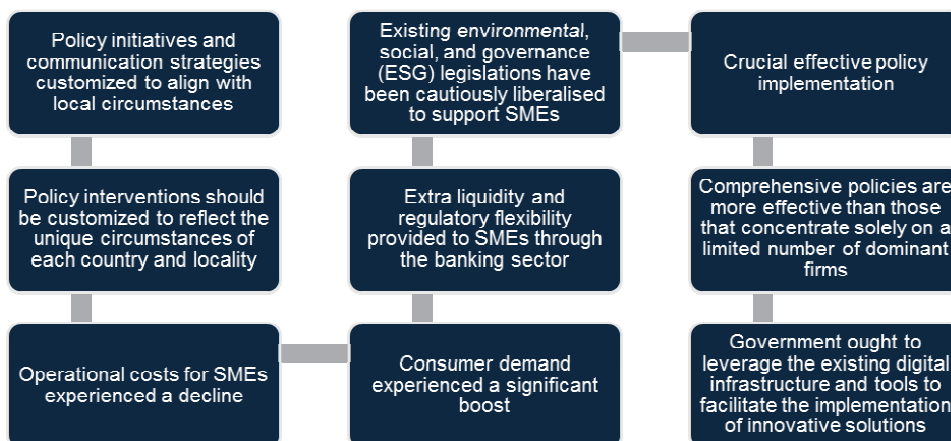 Policy initiatives and
communication strategies
customized to align with
local circumstances
Policy interventions should
be customized to reflect the
unique circumstances of
each country and locality
Operational costs for SMEs
experienced a decline
Consumer demand
experienced a significant
boost
Extra liquidity and
regulatory flexibility
provided to SMEs through
the banking sector
Existing environmental,
social, and governance
(ESG) legislations have
been cautiously liberalised
to support SMEs
Crucial effective policy
implementation
Comprehensive policies are
more effective than those
that concentrate solely on a
limited number of dominant
firms
Government ought to
leverage the existing digital
infrastructure and tools to
facilitate the implementation
of innovative solutions